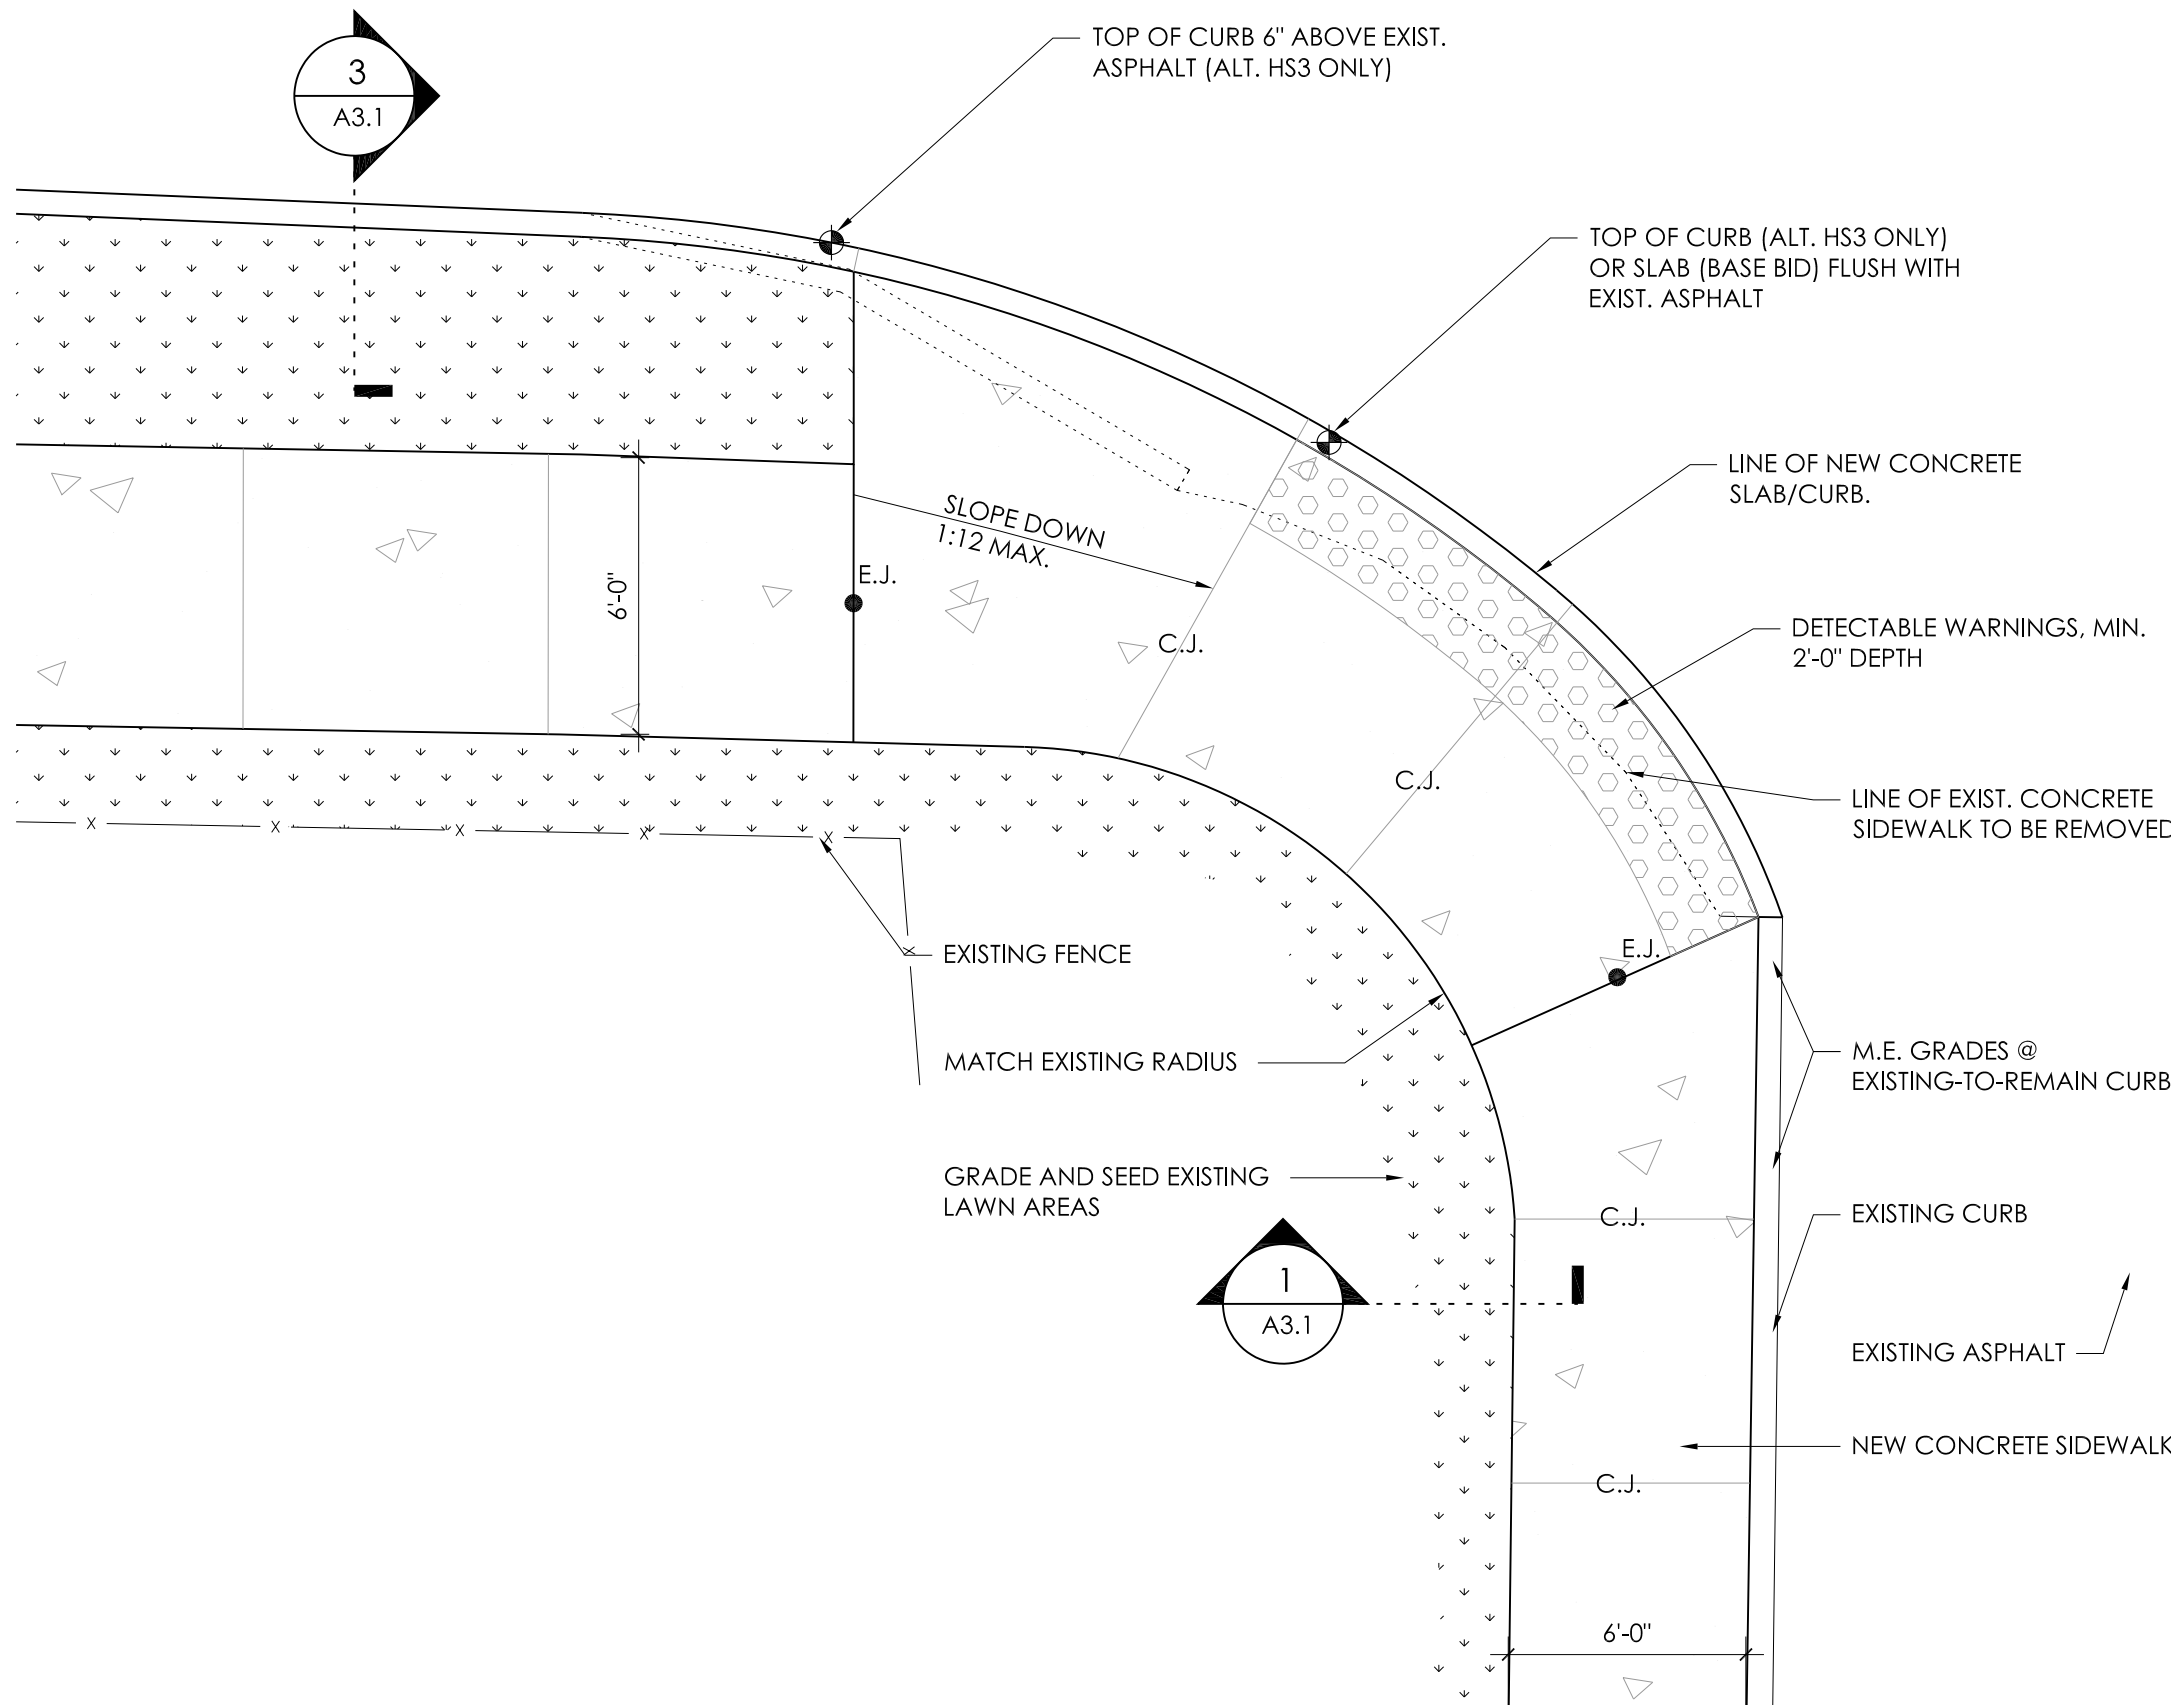 3
A3.1
TOP OF CURB 6" ABOVE EXIST.
ASPHALT (ALT. HS3 ONLY)
TOP OF CURB (ALT. HS3 ONLY)
OR SLAB (BASE BID) FLUSH WITH
EXIST. ASPHALT
LINE OF NEW CONCRETE
SLAB/CURB.
SLOPE DOWN
1:12 MAX.
E.J.
6'-0"
C.J.
DETECTABLE WARNINGS, MIN.
2'-0" DEPTH
C.J.
LINE OF EXIST. CONCRETE
SIDEWALK TO BE REMOVED
X X X X X
X
EXISTING FENCE
E.J.
MATCH EXISTING RADIUS
M.E. GRADES @
EXISTING-TO-REMAIN CURB
GRADE AND SEED EXISTING
LAWN AREAS
C.J.
EXISTING CURB
1
A3.1
EXISTING ASPHALT
NEW CONCRETE SIDEWALK
C.J.
6'-0"